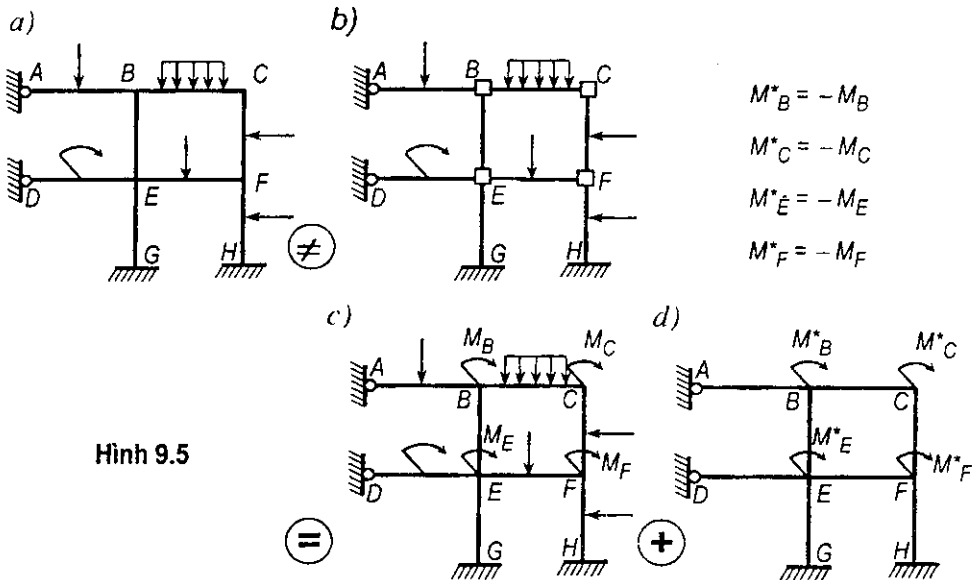 a)
A B C
D E F
G H
≠
b)
A B C
D E F
G H
M*B = – MB
M*C = – MC
M*E = – ME
M*F = – MF
Hình 9.5
=
c)
MB MC
A B C
ME MF
D E F
G H
+
d)
M*B M*C
A B C
M*E M*F
D E F
G H